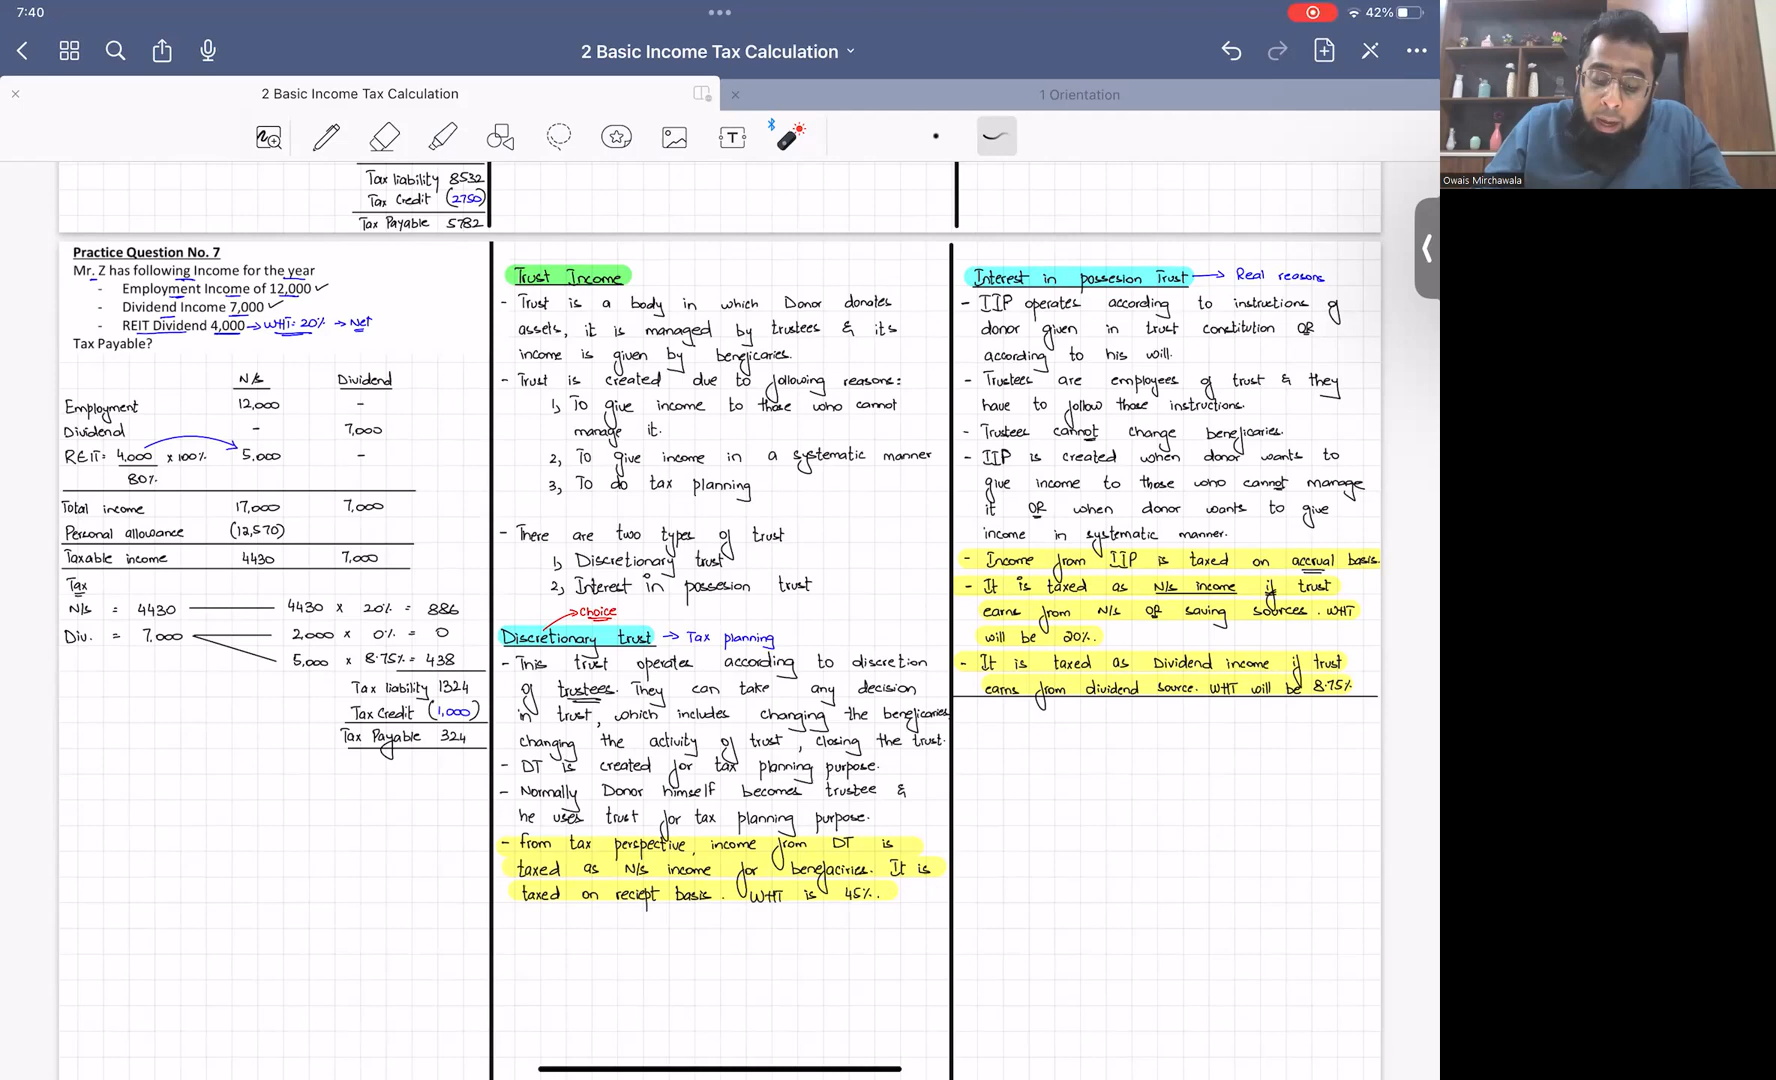 7:40
42%
2 Basic Income Tax Calculation
2 Basic Income Tax Calculation
1 Orientation
Owais Mirchawala
Tax liability 8532
Tax Credit (2750)
Tax Payable 5782
Practice Question No. 7
Mr. Z has following Income for the year
- Employment Income of 12,000 ✓
- Dividend Income 7,000 ✓
- REIT Dividend 4,000 → WHT: 20% → Net
Tax Payable?
N/s Dividend
Employment 12,000 -
Dividend - 7,000
REIT: 4,000 x 100% 5,000 -
80%
Total income 17,000 7,000
Personal allowance (12,570)
Taxable income 4430 7,000
Tax
N/s = 4430 4430 x 20% = 886
Div. = 7,000 2,000 x 0% = 0
5,000 x 8.75% = 438
Tax liability 1324
Tax Credit (1,000)
Tax Payable 324
Trust Income
- Trust is a body in which Donor donates
assets, it is managed by trustees & its
income is given by beneficaries.
- Trust is created due to following reasons:
1, To give income to those who cannot
manage it.
2, To give income in a systematic manner
3, To do tax planning
- There are two types of trust
1, Discretionary trust
2, Interest in possesion trust
→ choice
Discretionary trust → Tax planning
- This trust operates according to discretion
of trustees. They can take any decision
in trust, which includes changing the beneficaries
changing the activity of trust, closing the trust.
- DT is created for tax planning purpose.
- Normally Donor himself becomes trustee &
he uses trust for tax planning purpose.
- from tax perspective, income from DT is
taxed as N/s income for benefaciries. It is
taxed on reciept basis. WHT is 45%.
Interest in possesion Trust → Real reasons
- IIP operates according to instructions of
donor given in trust constitution OR
according to his will.
- Trustees are employees of trust & they
have to follow those instructions.
- Trustees cannot change beneficaries.
- IIP is created when donor wants to
give income to those who cannot manage
it OR when donor wants to give
income in systematic manner.
- Income from IIP is taxed on accrual basis.
- It is taxed as N/s income if trust
earns from N/s OR saving sources. WHT
will be 20%.
- It is taxed as Dividend income if trust
earns from dividend source. WHT will be 8.75%